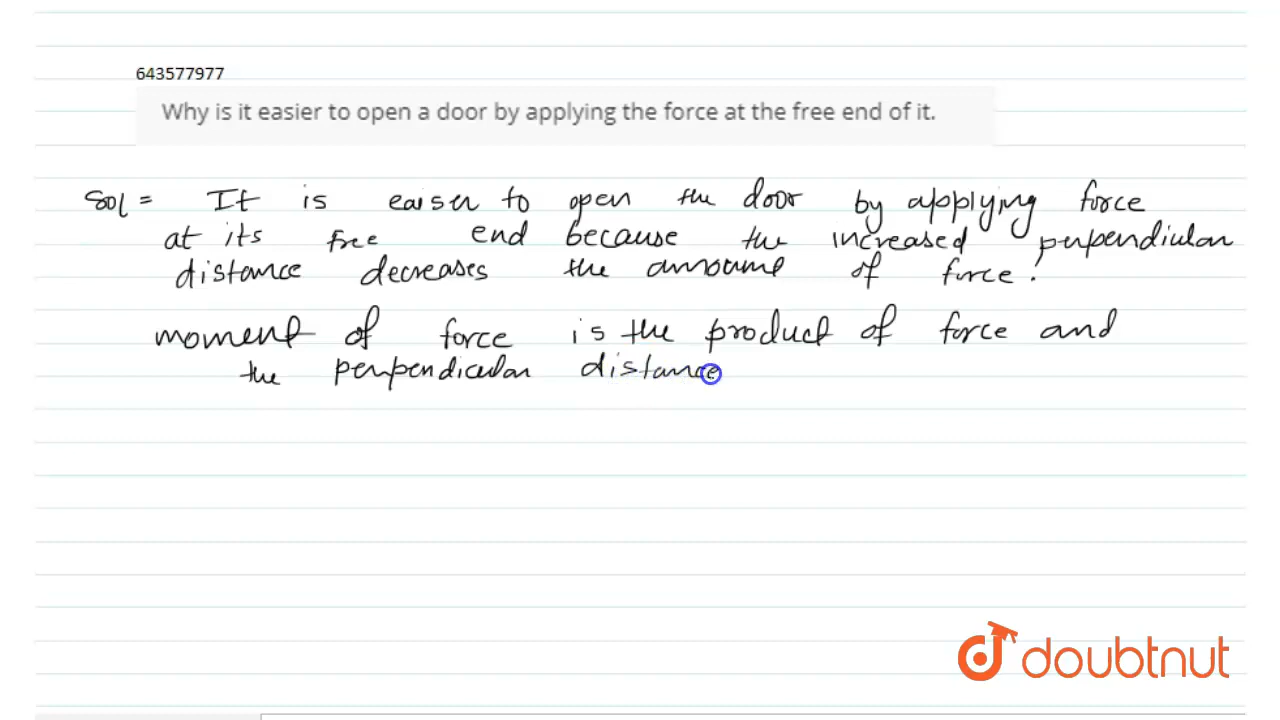 643577977
Why is it easier to open a door by applying the force at the free end of it.
Sol = It is eaiser to open the door by applying force
at its free end because the increased perpendicular
distance decreases the amount of force.
moment of force is the product of force and
the perpendicular distance
doubtnut